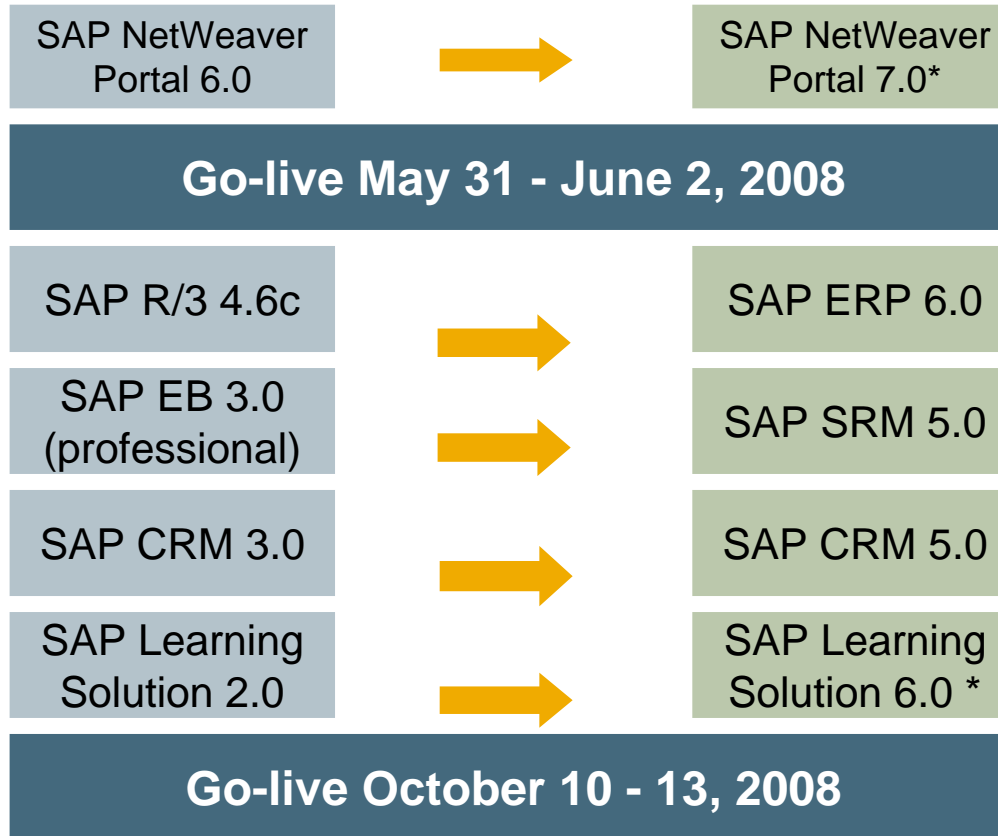 SAP NetWeaver
Portal 6.0
SAP NetWeaver
Portal 7.0*
Go-live May 31 - June 2, 2008
SAP R/3 4.6c
SAP ERP 6.0
SAP EB 3.0
(professional)
SAP SRM 5.0
SAP CRM 3.0
SAP CRM 5.0
SAP Learning
Solution 2.0
SAP Learning
Solution 6.0 *
Go-live October 10 - 13, 2008